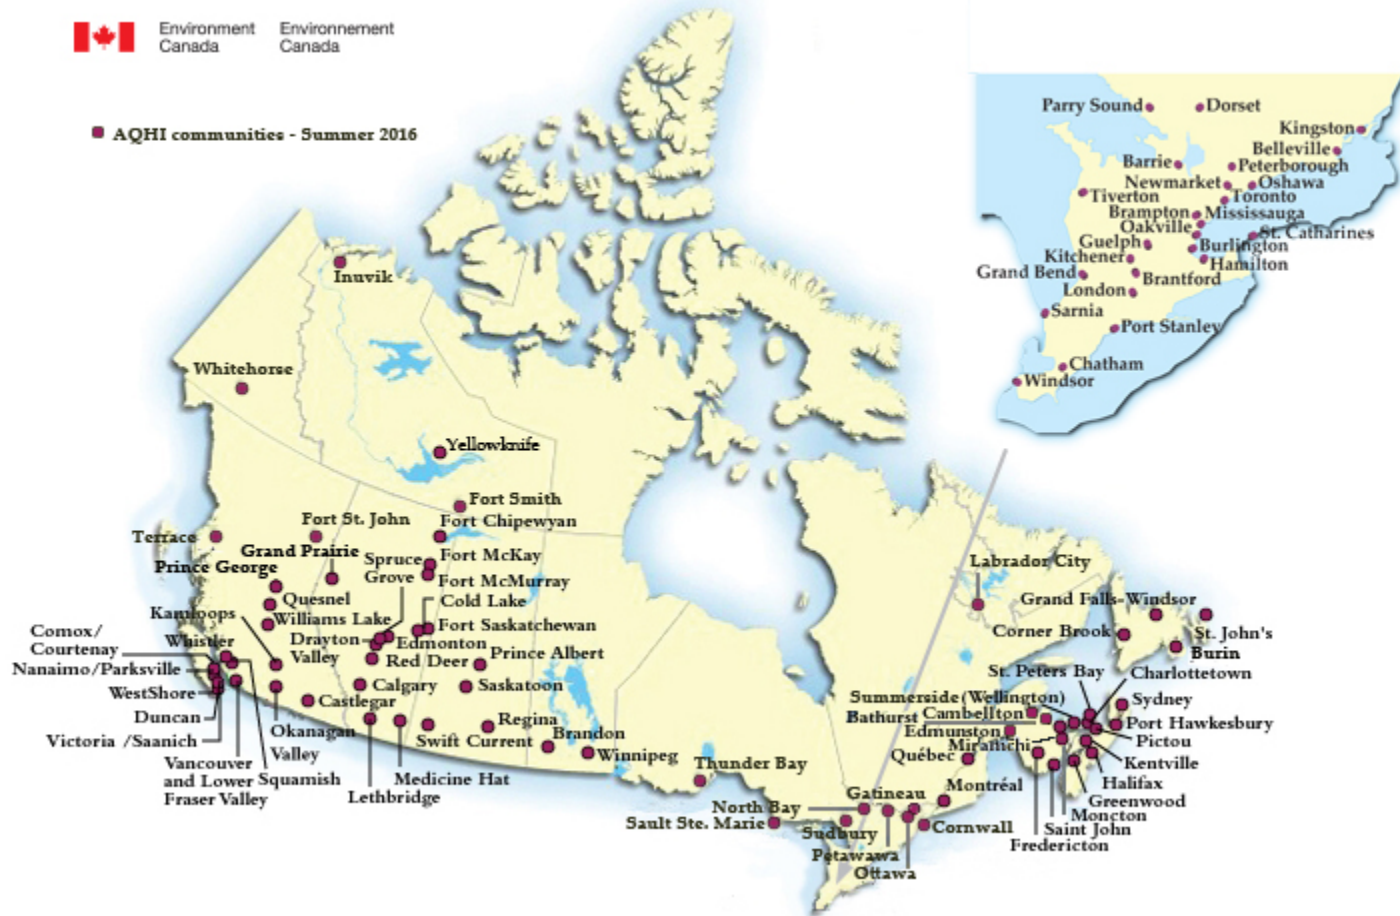 Environment Environnement
Canada Canada
AQHI communities - Summer 2016
Parry Sound
Dorset
Kingston
Belleville
Barrie
Peterborough
Newmarket
Oshawa
Tiverton
Toronto
Brampton
Mississauga
Oakville
St. Catharines
Guelph
Burlington
Kitchener
Hamilton
Grand Bend
Brantford
London
Sarnia
Port Stanley
Chatham
Windsor
Inuvik
Whitehorse
Yellowknife
Fort Smith
Fort St. John
Fort Chipewyan
Terrace
Grand Prairie
Spruce
Grove
Fort McKay
Prince George
Fort McMurray
Quesnel
Cold Lake
Kamloops
Williams Lake
Fort Saskatchewan
Comox/
Courtenay
Whistler
Drayton
Valley
Edmonton
Prince Albert
Nanaimo/Parksville
Red Deer
WestShore
Calgary
Saskatoon
Castlegar
Duncan
Regina
Victoria /Saanich
Okanagan
Valley
Swift Current
Brandon
Winnipeg
Vancouver
and Lower
Fraser Valley
Squamish
Medicine Hat
Lethbridge
Thunder Bay
North Bay
Sault Ste. Marie
Sudbury
Petawawa
Ottawa
Gatineau
Cornwall
Montréal
Québec
Labrador City
Grand Falls-Windsor
Corner Brook
St. John's
Burin
St. Peters Bay
Charlottetown
Summerside (Wellington)
Sydney
Bathurst
Cambellton
Port Hawkesbury
Edmunston
Pictou
Miramichi
Kentville
Halifax
Greenwood
Moncton
Saint John
Fredericton